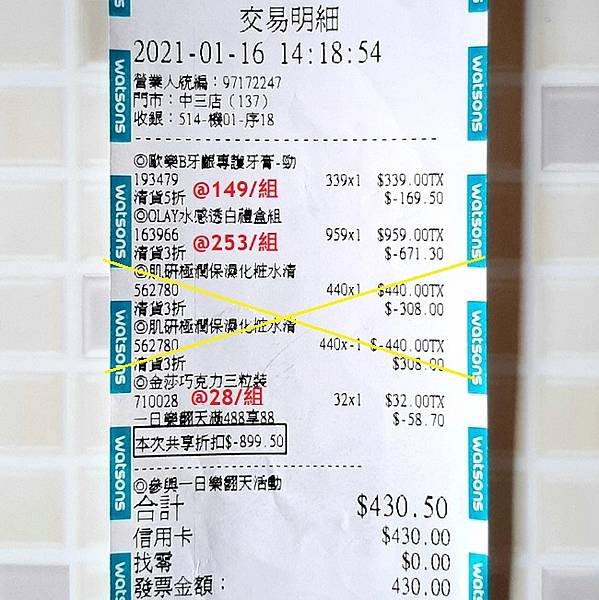 交易明細
2021-01-16 14:18:54
營業人統編：97172247
門市：中三店（137）
收銀：514-機01-序18
◎歐樂B牙齦專護牙膏-勁
193479 @149/組 339x1 $339.00TX
清貨5折 $-169.50
◎OLAY水感透白禮盒組
163966 @253/組 959x1 $959.00TX
清貨3折 $-671.30
◎肌研極潤保濕化粧水清
562780 440x1 $440.00TX
清貨3折 $-308.00
◎肌研極潤保濕化粧水清
562780 440x-1 $-440.00TX
清貨3折 $308.00
◎金莎巧克力三粒裝
710028 @28/組 32x1 $32.00TX
一日樂翻天滿488享88 $-58.70
本次共享折扣$-899.50
◎參與一日樂翻天活動
合計 $430.50
信用卡 $430.00
找零 $0.00
發票金額： 430.00
watsons
watsons
watsons
watsons
watsons
watsons
watsons
watsons
watsons
watsons